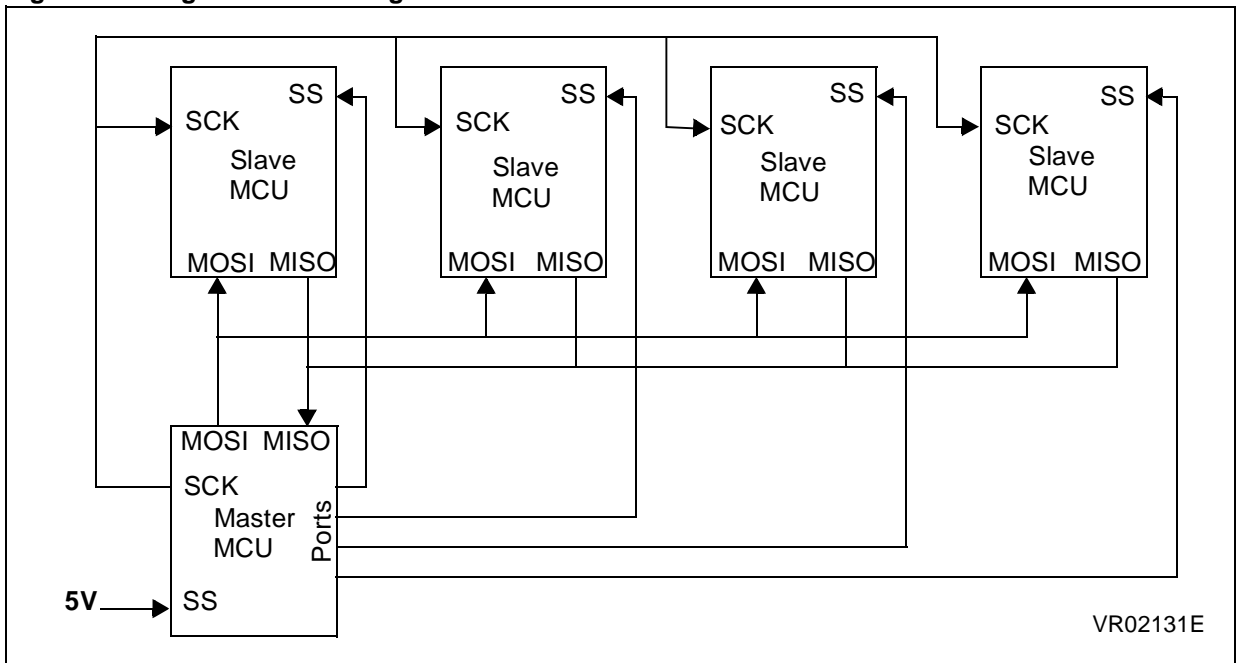 SS SS SS SS
SCK SCK SCK SCK
Slave MCU
Slave MCU
Slave MCU
Slave MCU
MOSI MISO MOSI MISO MOSI MISO MOSI MISO
MOSI MISO
SCK
Master
MCU
Ports
5V SS
VR02131E